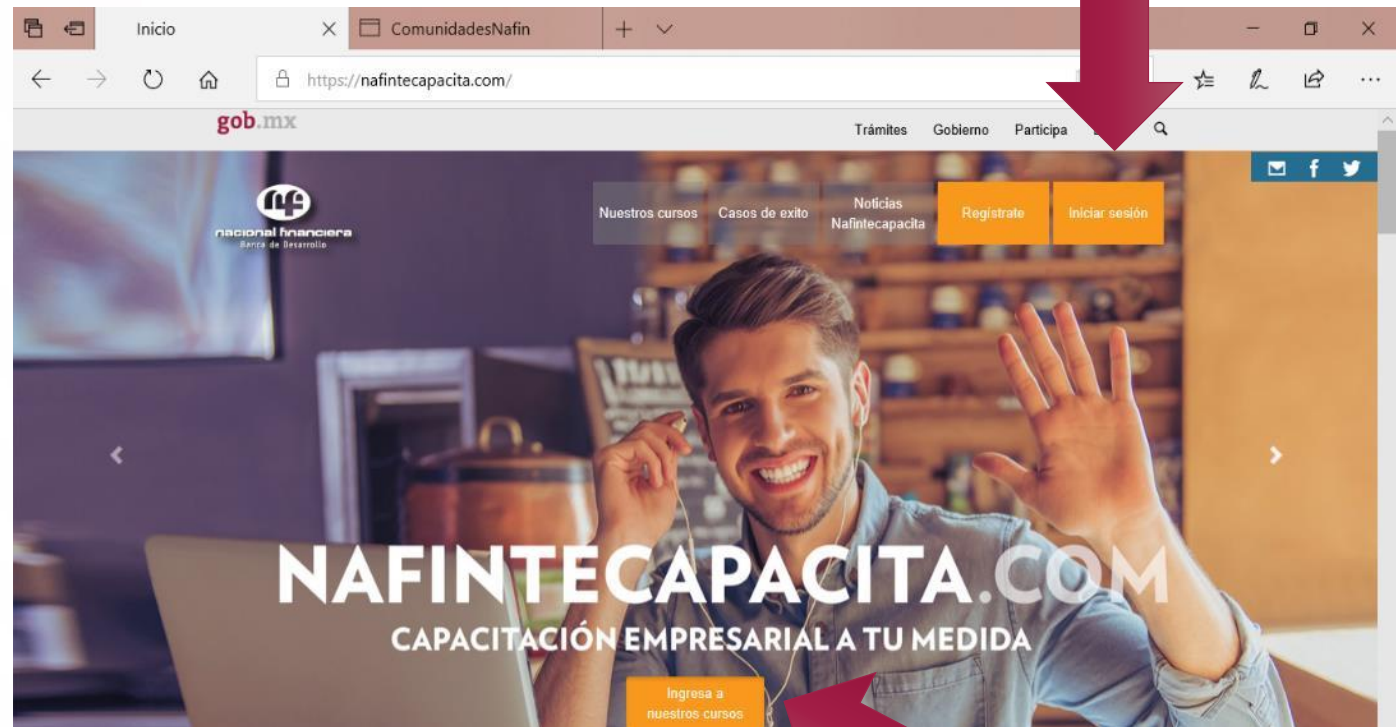 Inicio
ComunidadesNafin
https://nafintecapacita.com/
gob.mx
Trámites Gobierno Participa
Nuestros cursos Casos de exito Noticias
Nafintecapacita
Regístrate Iniciar sesión
nacional financiera
Banca de Desarrollo
NAFINTECAPACITA.COM
CAPACITACIÓN EMPRESARIAL A TU MEDIDA
Ingresa a
nuestros cursos